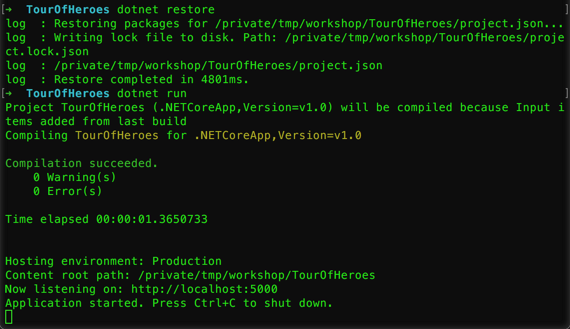 [→  TourOfHeroes dotnet restore ]
log  : Restoring packages for /private/tmp/workshop/TourOfHeroes/project.json...
log  : Writing lock file to disk. Path: /private/tmp/workshop/TourOfHeroes/proje
ct.lock.json
log  : /private/tmp/workshop/TourOfHeroes/project.json
log  : Restore completed in 4801ms.
[→  TourOfHeroes dotnet run ]
Project TourOfHeroes (.NETCoreApp,Version=v1.0) will be compiled because Input i
tems added from last build
Compiling TourOfHeroes for .NETCoreApp,Version=v1.0
Compilation succeeded.
    0 Warning(s)
    0 Error(s)
Time elapsed 00:00:01.3650733
Hosting environment: Production
Content root path: /private/tmp/workshop/TourOfHeroes
Now listening on: http://localhost:5000
Application started. Press Ctrl+C to shut down.